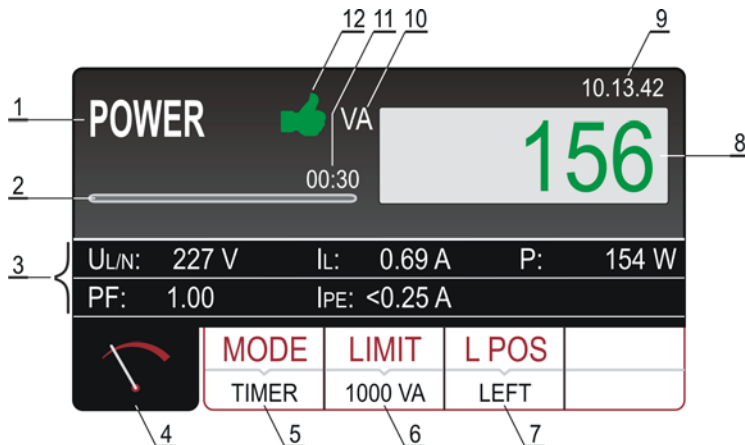 12 11 10 9
10.13.42
1 POWER VA 156 8
00:30
2
3 UL/N: 227 V IL: 0.69 A P: 154 W
PF: 1.00 IPE: <0.25 A
MODE LIMIT L POS
TIMER 1000 VA LEFT
4 5 6 7